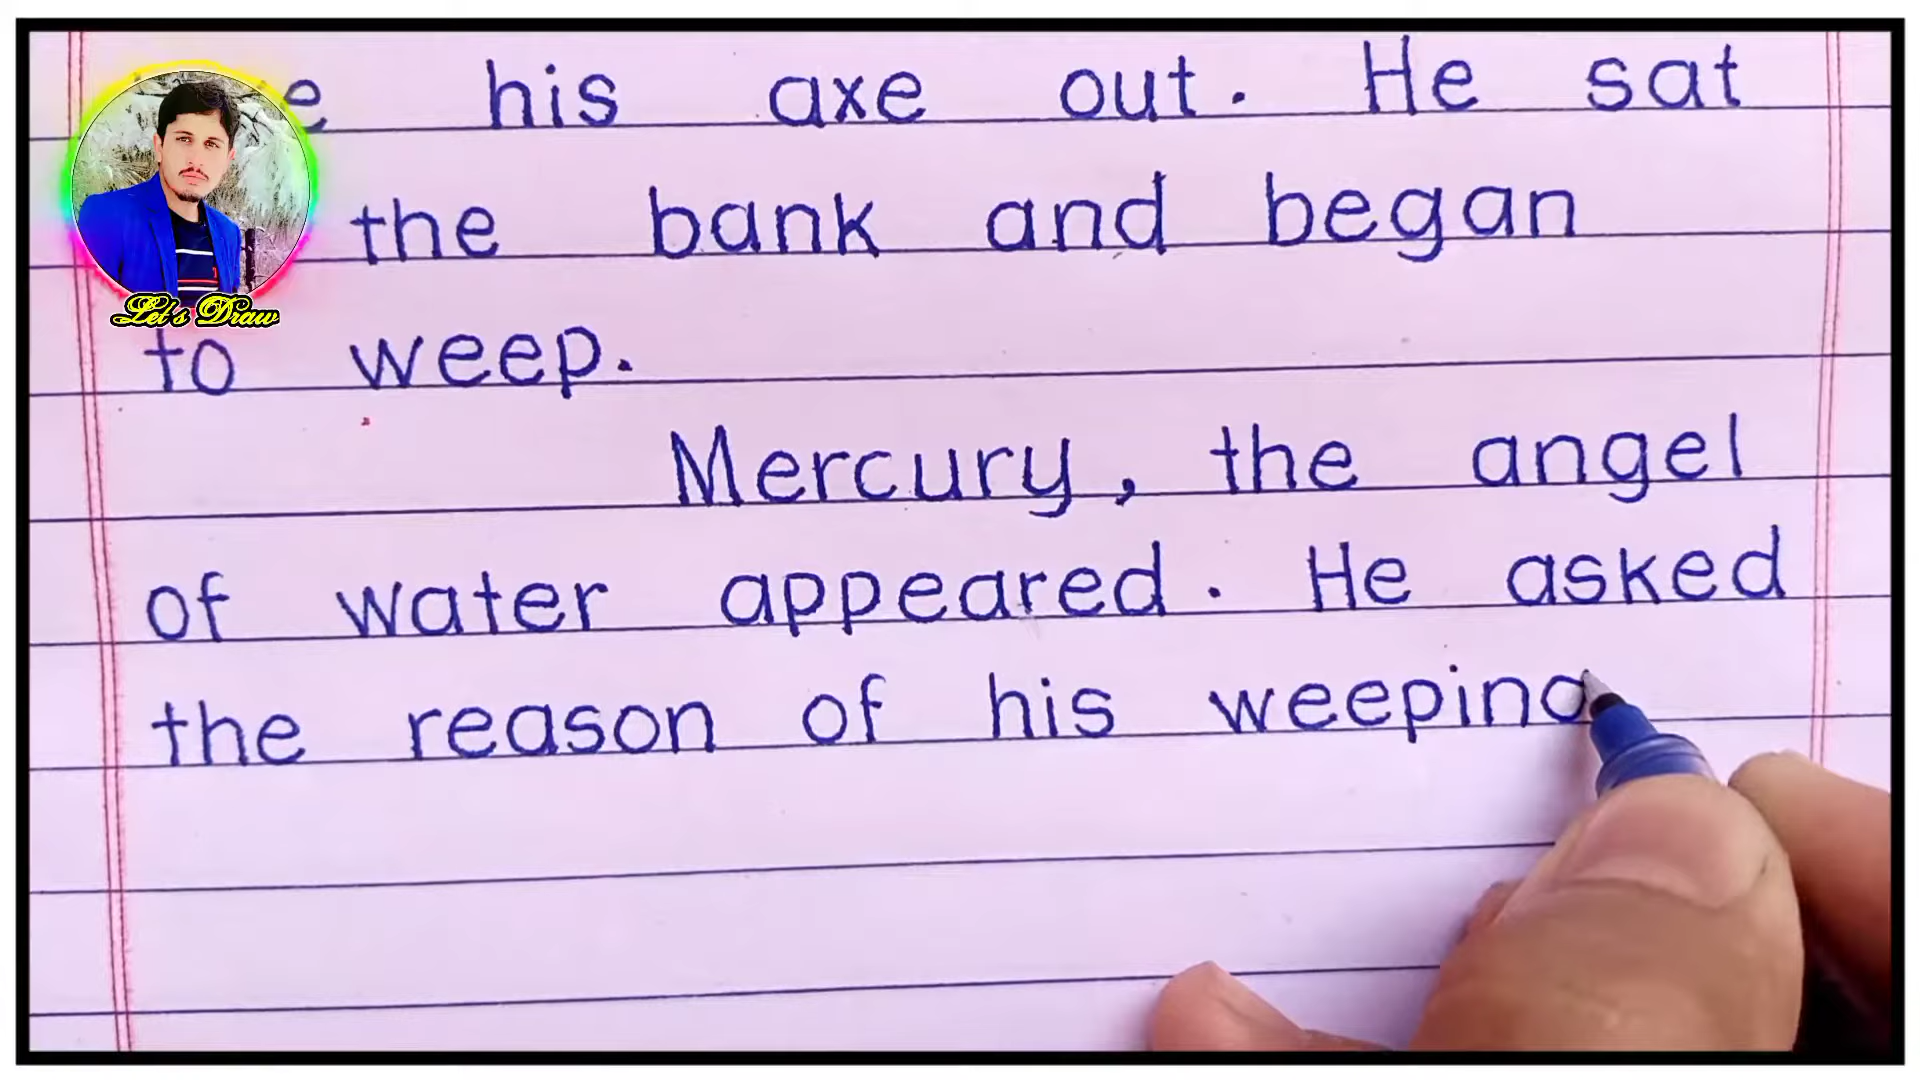 his axe out. He sat
the bank and began
Let's Draw
to weep.
Mercury, the angel
of water appeared. He asked
the reason of his weepin